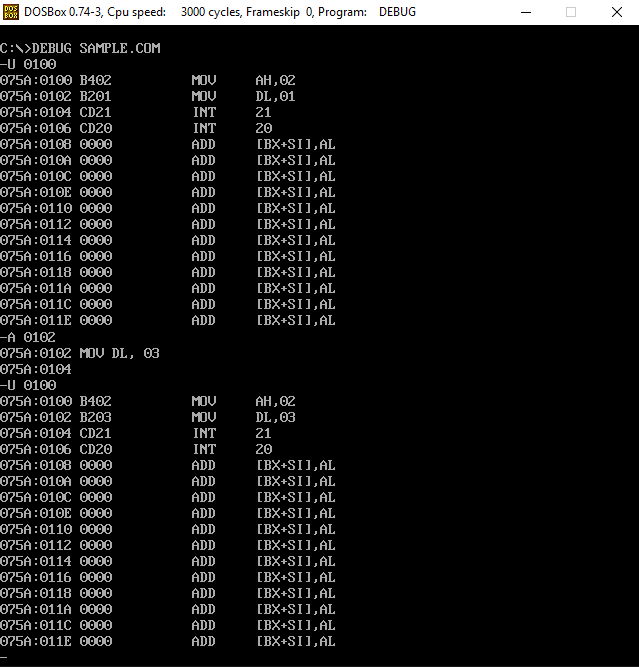 DOS
BOX
DOSBox 0.74-3, Cpu speed:    3000 cycles, Frameskip  0, Program:   DEBUG
C:\>DEBUG SAMPLE.COM
-U 0100
075A:0100 B402          MOV     AH,02
075A:0102 B201          MOV     DL,01
075A:0104 CD21          INT     21
075A:0106 CD20          INT     20
075A:0108 0000          ADD     [BX+SI],AL
075A:010A 0000          ADD     [BX+SI],AL
075A:010C 0000          ADD     [BX+SI],AL
075A:010E 0000          ADD     [BX+SI],AL
075A:0110 0000          ADD     [BX+SI],AL
075A:0112 0000          ADD     [BX+SI],AL
075A:0114 0000          ADD     [BX+SI],AL
075A:0116 0000          ADD     [BX+SI],AL
075A:0118 0000          ADD     [BX+SI],AL
075A:011A 0000          ADD     [BX+SI],AL
075A:011C 0000          ADD     [BX+SI],AL
075A:011E 0000          ADD     [BX+SI],AL
-A 0102
075A:0102 MOV DL, 03
075A:0104
-U 0100
075A:0100 B402          MOV     AH,02
075A:0102 B203          MOV     DL,03
075A:0104 CD21          INT     21
075A:0106 CD20          INT     20
075A:0108 0000          ADD     [BX+SI],AL
075A:010A 0000          ADD     [BX+SI],AL
075A:010C 0000          ADD     [BX+SI],AL
075A:010E 0000          ADD     [BX+SI],AL
075A:0110 0000          ADD     [BX+SI],AL
075A:0112 0000          ADD     [BX+SI],AL
075A:0114 0000          ADD     [BX+SI],AL
075A:0116 0000          ADD     [BX+SI],AL
075A:0118 0000          ADD     [BX+SI],AL
075A:011A 0000          ADD     [BX+SI],AL
075A:011C 0000          ADD     [BX+SI],AL
075A:011E 0000          ADD     [BX+SI],AL
-